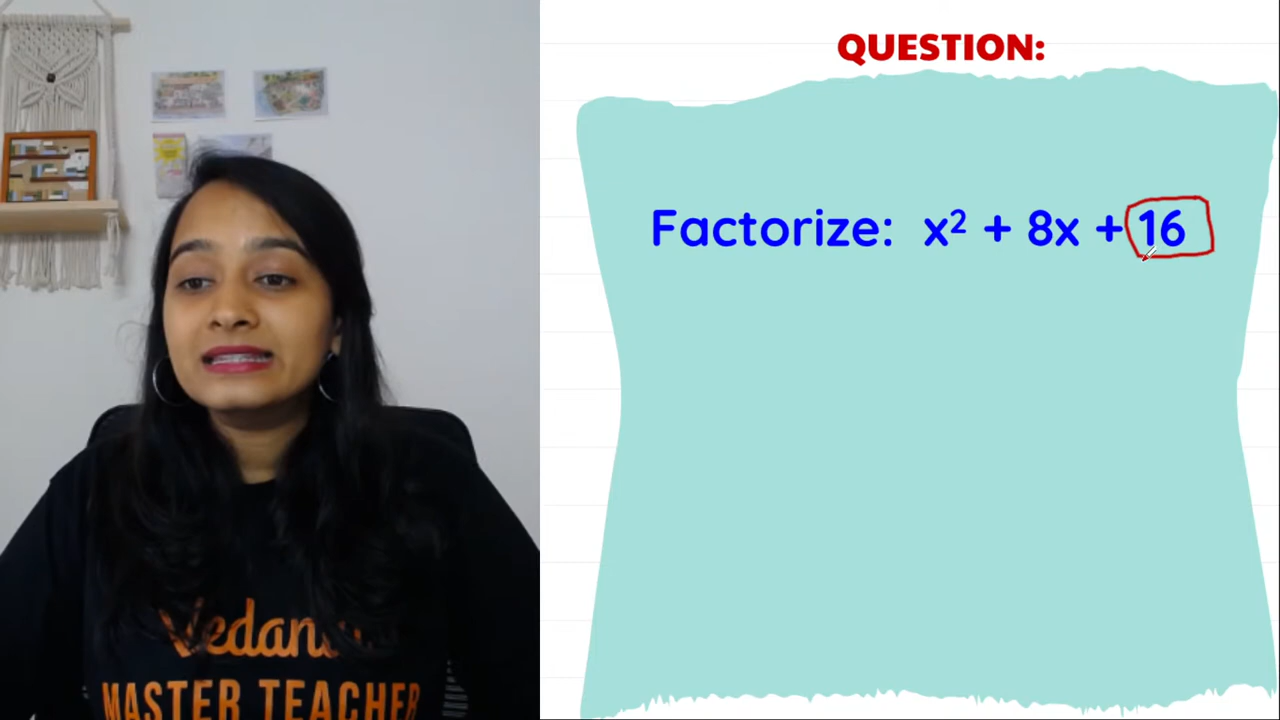 QUESTION:
Factorize: x² + 8x + 16
MASTER TEACHER